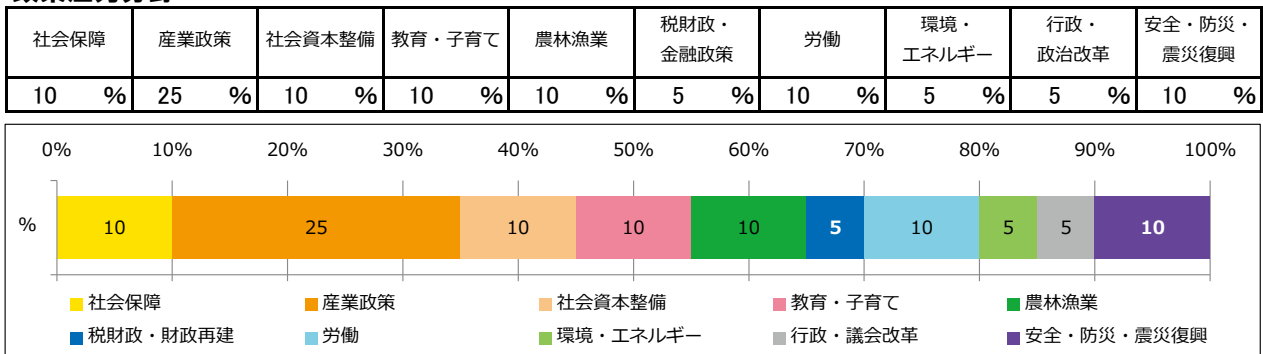 社会保障 産業政策 社会資本整備 教育・子育て 農林漁業 税財政・金融政策 労働 環境・エネルギー 行政・政治改革 安全・防災・震災復興
10 % 25 % 10 % 10 % 10 % 5 % 10 % 5 % 5 % 10 %
0% 10% 20% 30% 40% 50% 60% 70% 80% 90% 100%
% 10 25 10 10 10 5 10 5 5 10
社会保障 産業政策 社会資本整備 教育・子育て 農林漁業
税財政・財政再建 労働 環境・エネルギー 行政・議会改革 安全・防災・震災復興